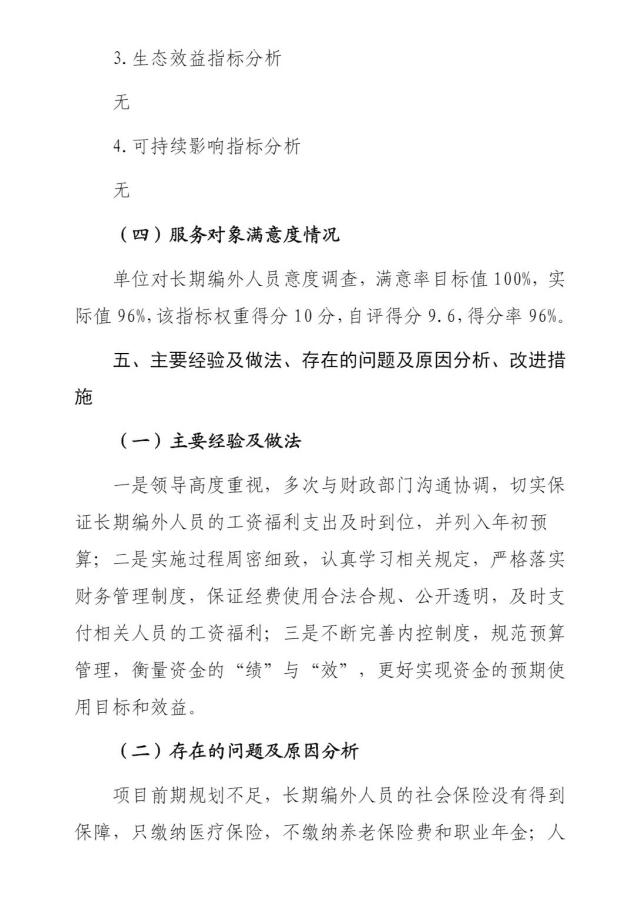 3.生态效益指标分析
无
4.可持续影响指标分析
无
（四）服务对象满意度情况
单位对长期编外人员意度调查，满意率目标值100%，实
际值96%，该指标权重得分10分，自评得分9.6，得分率96%。
五、主要经验及做法、存在的问题及原因分析、改进措
施
（一）主要经验及做法
一是领导高度重视，多次与财政部门沟通协调，切实保
证长期编外人员的工资福利支出及时到位，并列入年初预
算；二是实施过程周密细致，认真学习相关规定，严格落实
财务管理制度，保证经费使用合法合规、公开透明，及时支
付相关人员的工资福利；三是不断完善内控制度，规范预算
管理，衡量资金的“绩”与“效”，更好实现资金的预期使
用目标和效益。
（二）存在的问题及原因分析
项目前期规划不足，长期编外人员的社会保险没有得到
保障，只缴纳医疗保险，不缴纳养老保险费和职业年金；人